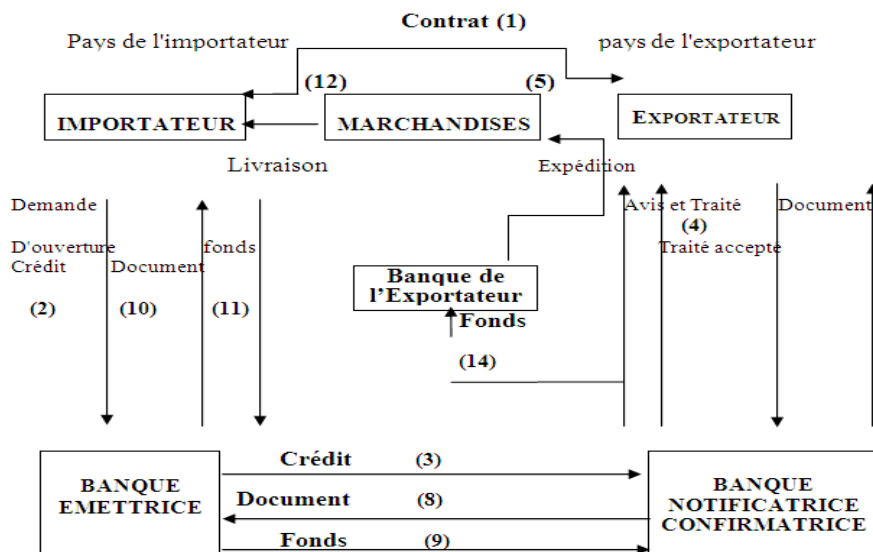 Contrat (1)
Pays de l'importateur
pays de l'exportateur
(12)
(5)
IMPORTATEUR
MARCHANDISES
EXPORTATEUR
Livraison
Expédition
Demande
D'ouverture
Crédit
(2)
Document
(10)
fonds
(11)
Avis et Traité
(4)
Traité accepté
Document
Banque de
l'Exportateur
Fonds
(14)
BANQUE
EMETTRICE
Crédit (3)
Document (8)
Fonds (9)
BANQUE
NOTIFICATRICE
CONFIRMATRICE